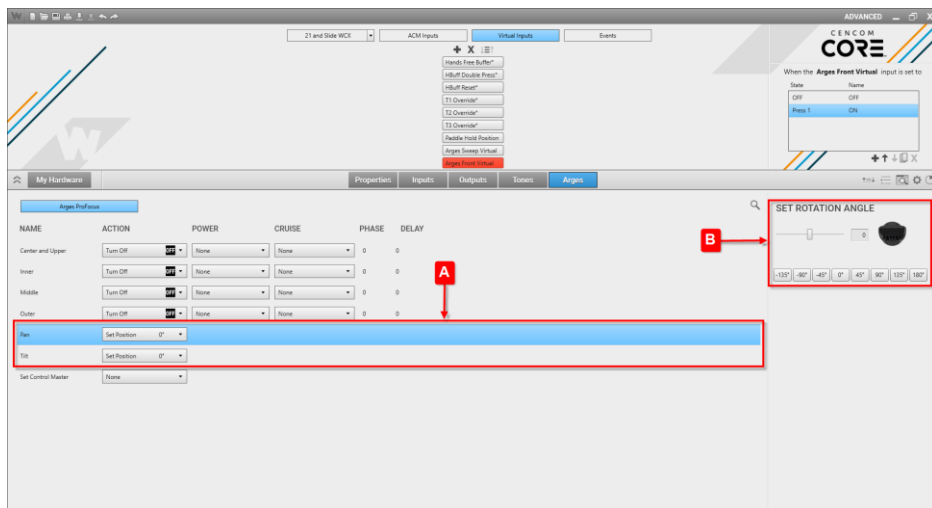 ADVANCED
21 and Slide WCX ACM Inputs Virtual Inputs Events
CENCOM
CORE
Hands Free Buffer*
HBuff Double Press*
HBuff Reset*
T1 Override*
T2 Override*
T3 Override*
Paddle Hold Position
Arges Sweep Virtual
Arges Front Virtual
When the Arges Front Virtual input is set to
State Name
OFF OFF
Press 1 ON
My Hardware Properties Inputs Outputs Tones Arges
Arges ProFocus
NAME ACTION POWER CRUISE PHASE DELAY
Center and Upper Turn Off OFF None None 0 0
Inner Turn Off OFF None None 0 0
Middle Turn Off OFF None None 0 0
Outer Turn Off OFF None None 0 0
Pan Set Position 0°
Tilt Set Position 0°
Set Control Master None
A
B
SET ROTATION ANGLE
0
-135° -90° -45° 0° 45° 90° 135° 180°